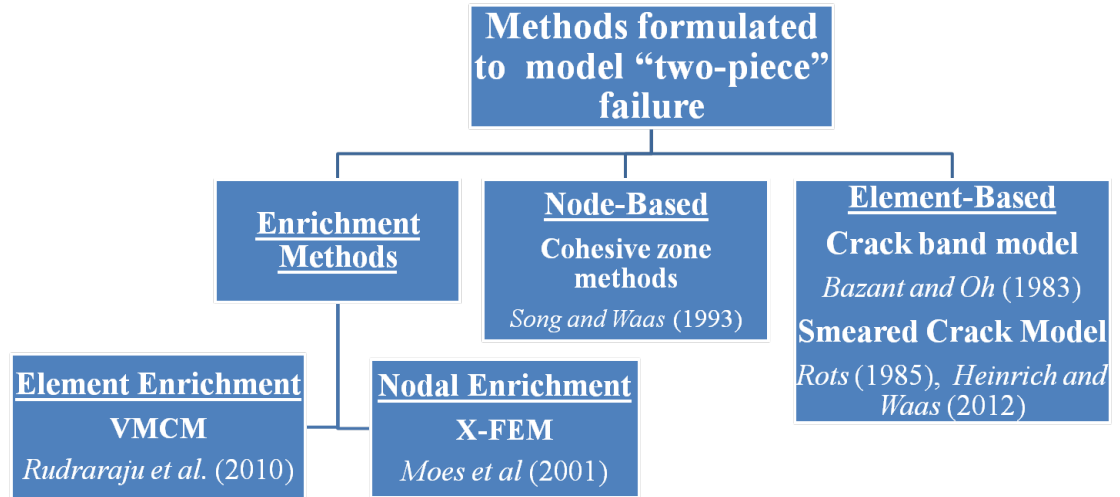 Methods formulated
to model “two-piece”
failure
Enrichment
Methods
Node-Based
Cohesive zone
methods
Song and Waas (1993)
Element-Based
Crack band model
Bazant and Oh (1983)
Smeared Crack Model
Rots (1985), Heinrich and
Waas (2012)
Element Enrichment
VMCM
Rudraraju et al. (2010)
Nodal Enrichment
X-FEM
Moes et al (2001)